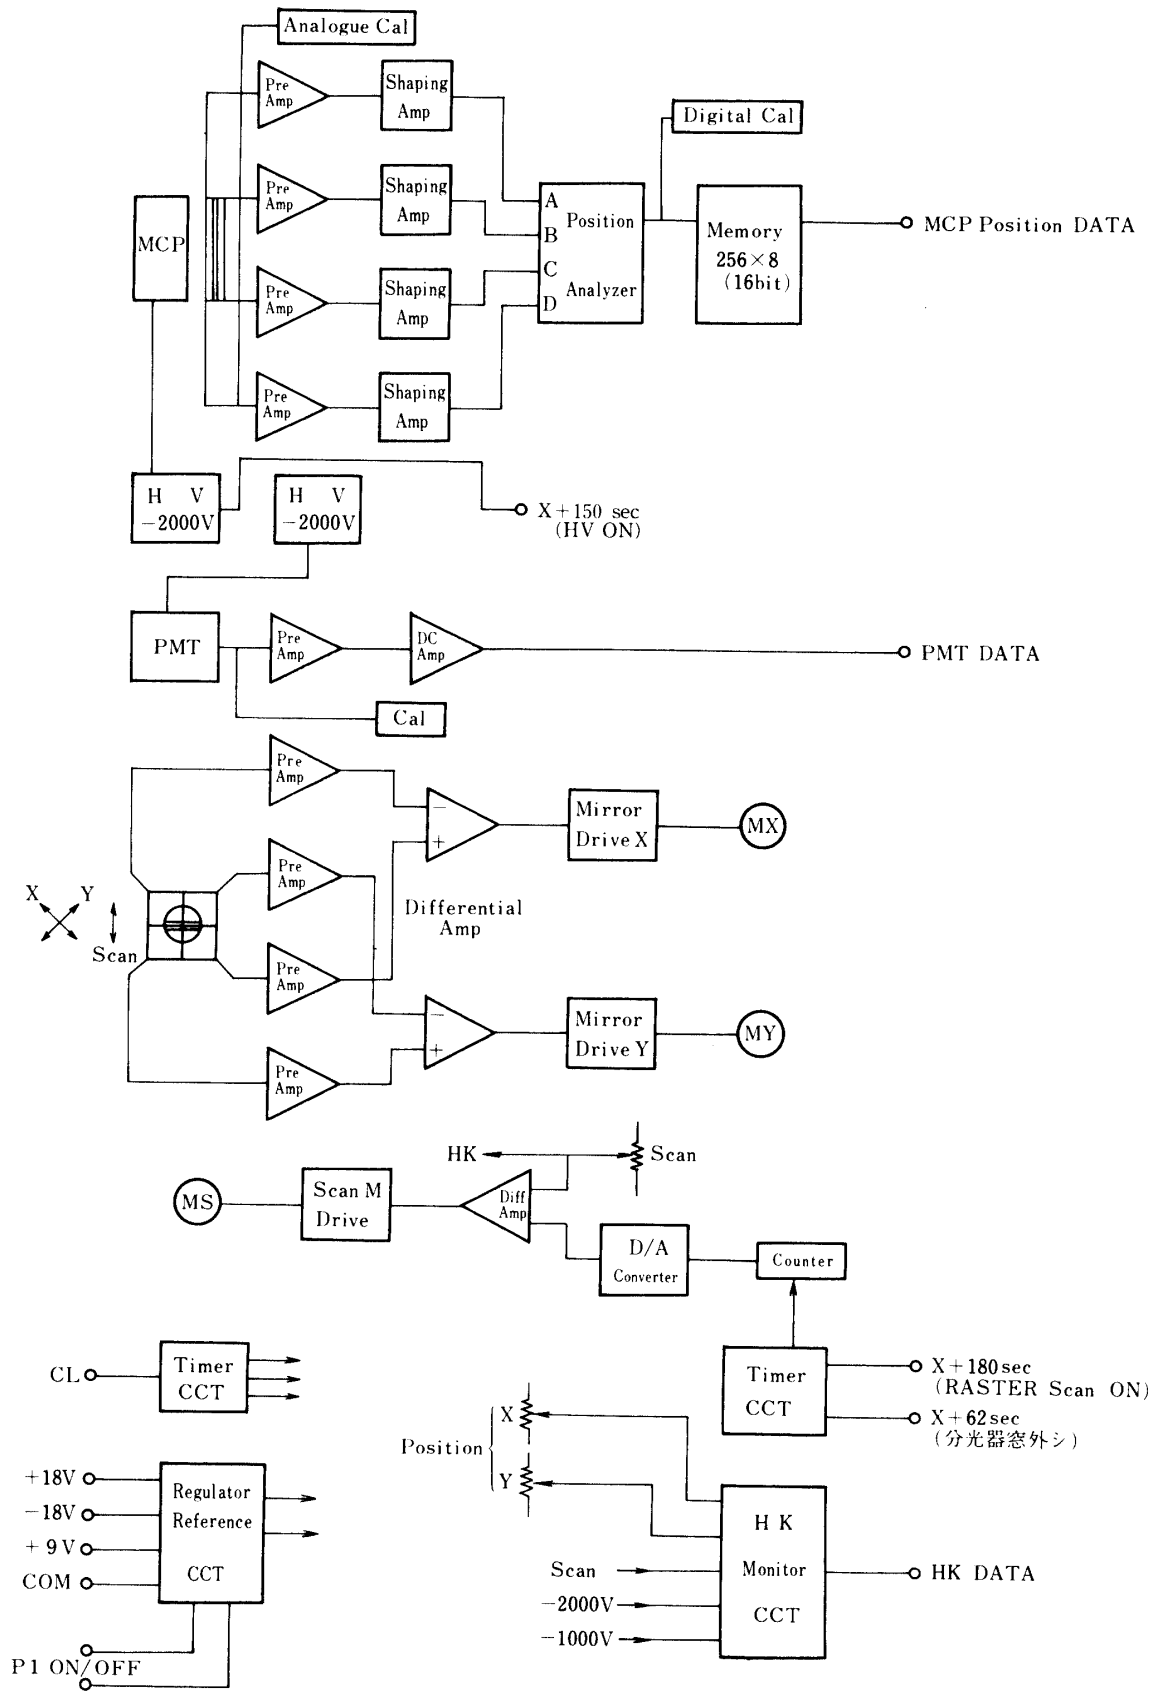 Analogue Cal
Pre
Amp
Shaping
Amp
Digital Cal
Pre
Amp
Shaping
Amp
MCP
A
Position
B
C
Analyzer
D
Memory
256×8
(16bit)
MCP Position DATA
Pre
Amp
Shaping
Amp
Pre
Amp
Shaping
Amp
H V
−2000V
H V
−2000V
X+150 sec
(HV ON)
PMT
Pre
Amp
DC
Amp
PMT DATA
Cal
Pre
Amp
−
+
Mirror
Drive X
MX
Pre
Amp
X Y
Scan
Differential
Amp
Pre
Amp
−
+
Mirror
Drive Y
MY
Pre
Amp
HK
Scan
MS
Scan M
Drive
Diff
Amp
D/A
Converter
Counter
CL
Timer
CCT
Timer
CCT
X+180sec
(RASTER Scan ON)
X+62sec
(分光器窓外シ)
Position
X
Y
+18V
−18V
+9V
COM
Regulator
Reference
CCT
P1 ON/OFF
Scan
−2000V
−1000V
HK
Monitor
CCT
HK DATA